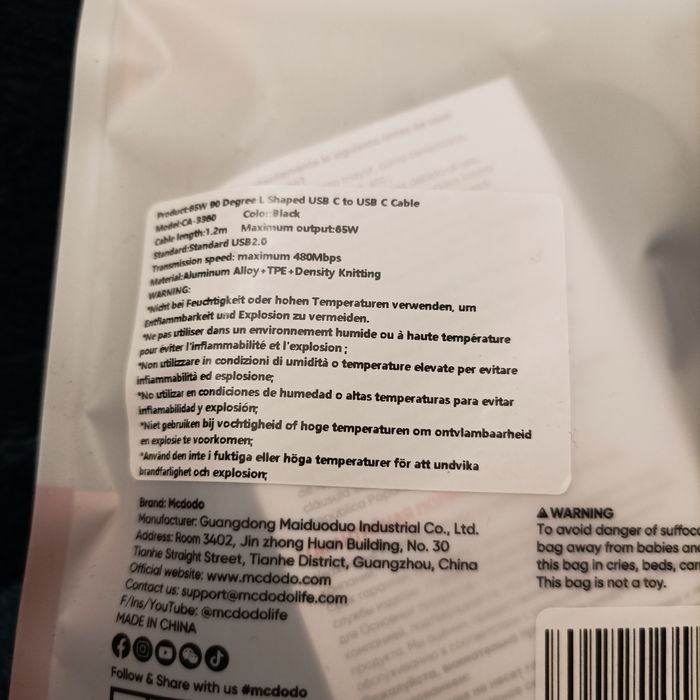 Product:65W 90 Degree L Shaped USB C to USB C Cable
Model:CA-3360 Color:Black
Cable length:1.2m Maximum output:65W
Standard:Standard USB2.0
Transmission speed: maximum 480Mbps
Material:Aluminum Alloy+TPE+Density Knitting
WARNING:
*Nicht bei Feuchtigkeit oder hohen Temperaturen verwenden, um
Entflammbarkeit und Explosion zu vermeiden.
*Ne pas utiliser dans un environnement humide ou à haute température
pour éviter l'inflammabilité et l'explosion ;
*Non utilizzare in condizioni di umidità o temperature elevate per evitare
infiammabilità ed esplosione;
*No utilizar en condiciones de humedad o altas temperaturas para evitar
infiamabilidad y explosión;
*Niet gebruiken bij vochtigheid of hoge temperaturen om ontvlambaarheid
en explosie te voorkomen;
*Använd den inte i fuktiga eller höga temperaturer för att undvika
brandfarlighet och explosion;
Brand: Mcdodo
Manufacturer: Guangdong Maiduoduo Industrial Co., Ltd.
Address: Room 3402, Jin zhong Huan Building, No. 30
Tianhe Straight Street, Tianhe District, Guangzhou, China
Official website: www.mcdodo.com
Contact us: support@mcdodolife.com
F/Ins/YouTube: @mcdodolife
MADE IN CHINA
Follow & Share with us #mcdodo
WARNING
To avoid danger of suffoc
bag away from babies an
this bag in cries, beds, car
This bag is not a toy.